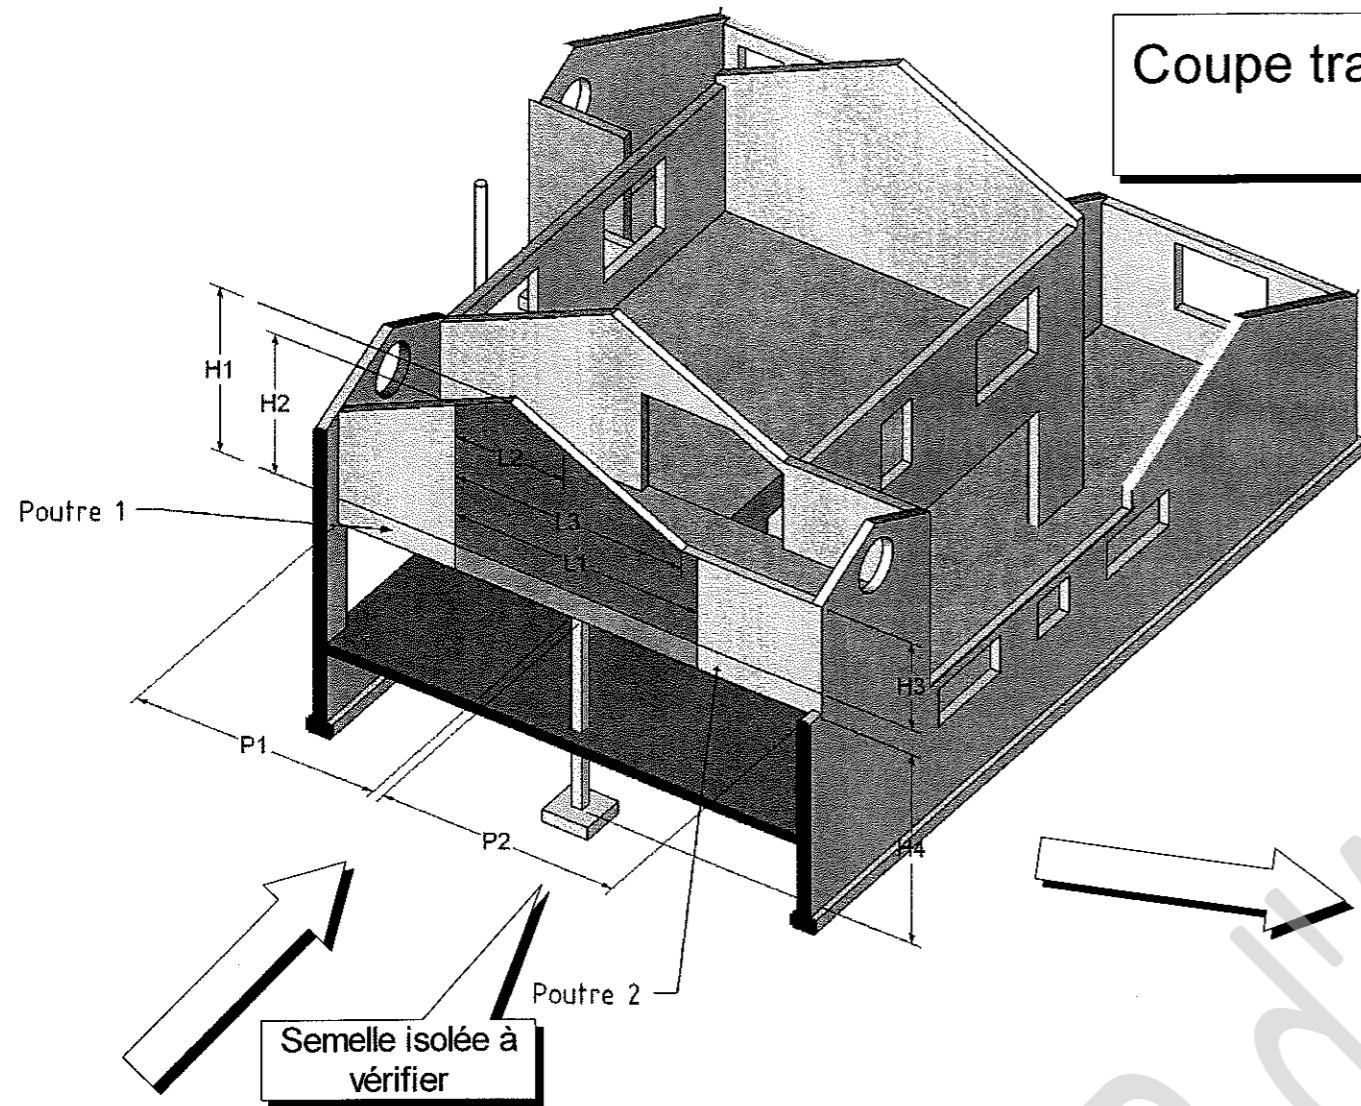 Coupe tra
H1
H2
L2
Poutre 1
L3
L1
H3
P1
P2
H4
Poutre 2
Semelle isolée à
vérifier